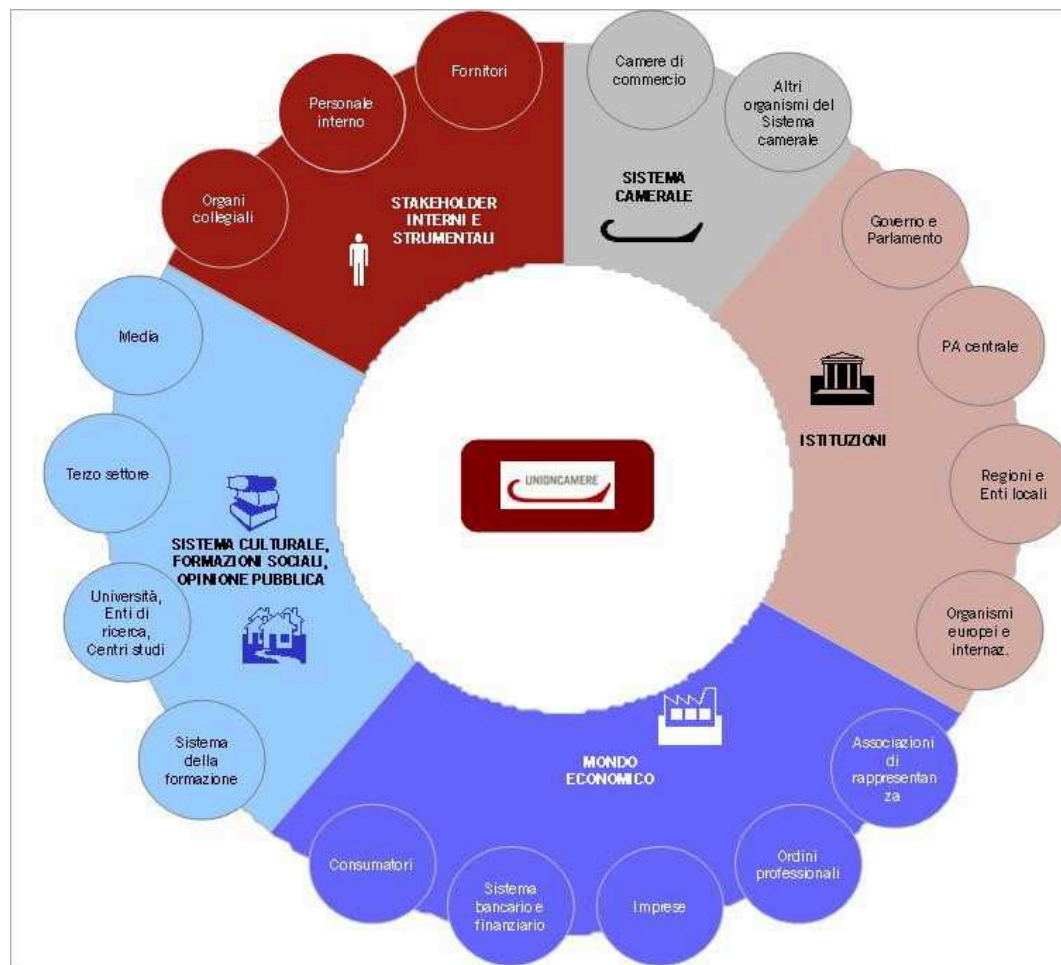 Fornitori
Personale
interno
Organi
collegiali
STAKEHOLDER
INTERNI E
STRUMENTALI
Camere di
commercio
Altri
organismi del
Sistema
camerale
SISTEMA
CAMERALE
Governo e
Parlamento
PA centrale
Regioni e
Enti locali
Organismi
europei e
internaz.
ISTITUZIONI
UNIONCAMERE
Media
Terzo settore
Università,
Enti di
ricerca,
Centri studi
Sistema
della
formazione
SISTEMA CULTURALE,
FORMAZIONI SOCIALI,
OPINIONE PUBBLICA
MONDO
ECONOMICO
Associazioni
di
rappresentan
za
Ordini
professionali
Imprese
Sistema
bancario e
finanziario
Consumatori